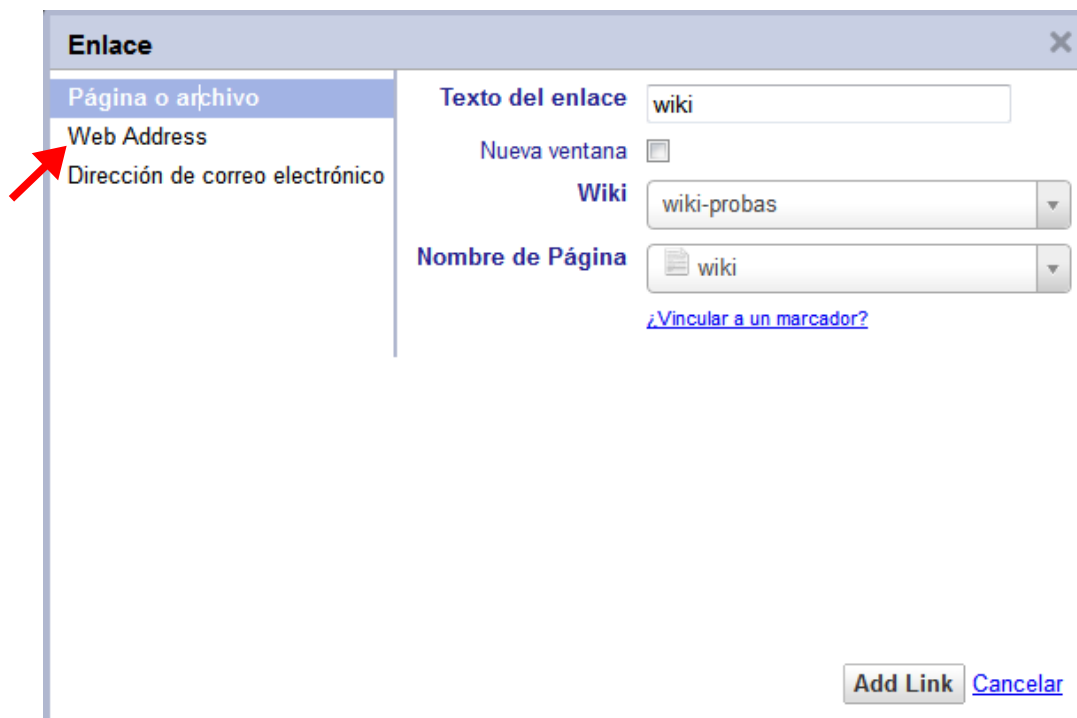 Enlace
Página o archivo
Web Address
Dirección de correo electrónico
Texto del enlace wiki
Nueva ventana
Wiki wiki-probas
Nombre de Página wiki
¿Vincular a un marcador?
Add Link Cancelar